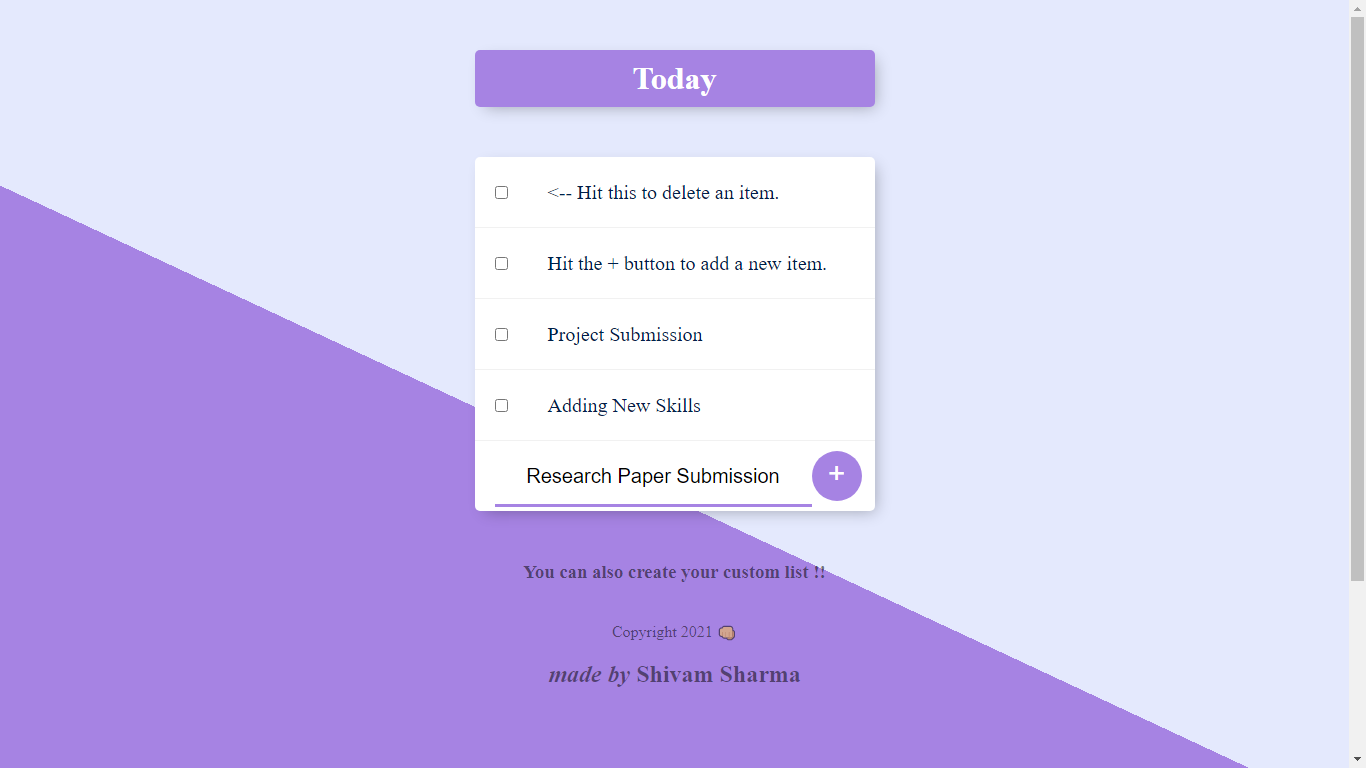 Today
<-- Hit this to delete an item.
Hit the + button to add a new item.
Project Submission
Adding New Skills
Research Paper Submission
+
You can also create your custom list !!
Copyright 2021 👊🏽
made by Shivam Sharma